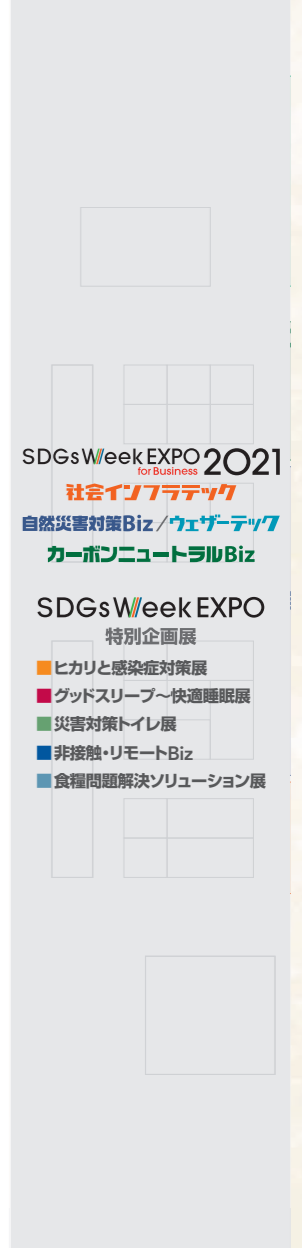 SDGsWeek EXPO 2021
for Business
社会インフラテック
自然災害対策Biz/ウェザーテック
カーボンニュートラルBiz
SDGsWeek EXPO
特別企画展
■ヒカリと感染症対策展
■グッドスリープ〜快適睡眠展
■災害対策トイレ展
■非接触・リモートBiz
■食糧問題解決ソリューション展